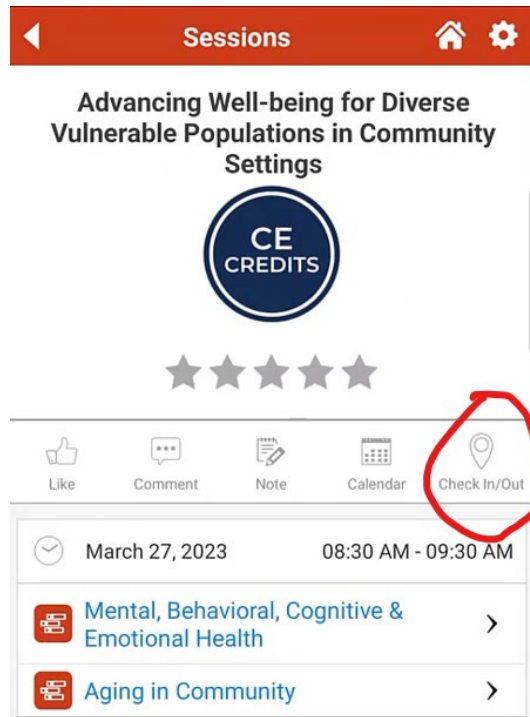 Sessions
Advancing Well-being for Diverse
Vulnerable Populations in Community
Settings
CE
CREDITS
Like
Comment
Note
Calendar
Check In/Out
March 27, 2023
08:30 AM - 09:30 AM
Mental, Behavioral, Cognitive &
Emotional Health
Aging in Community